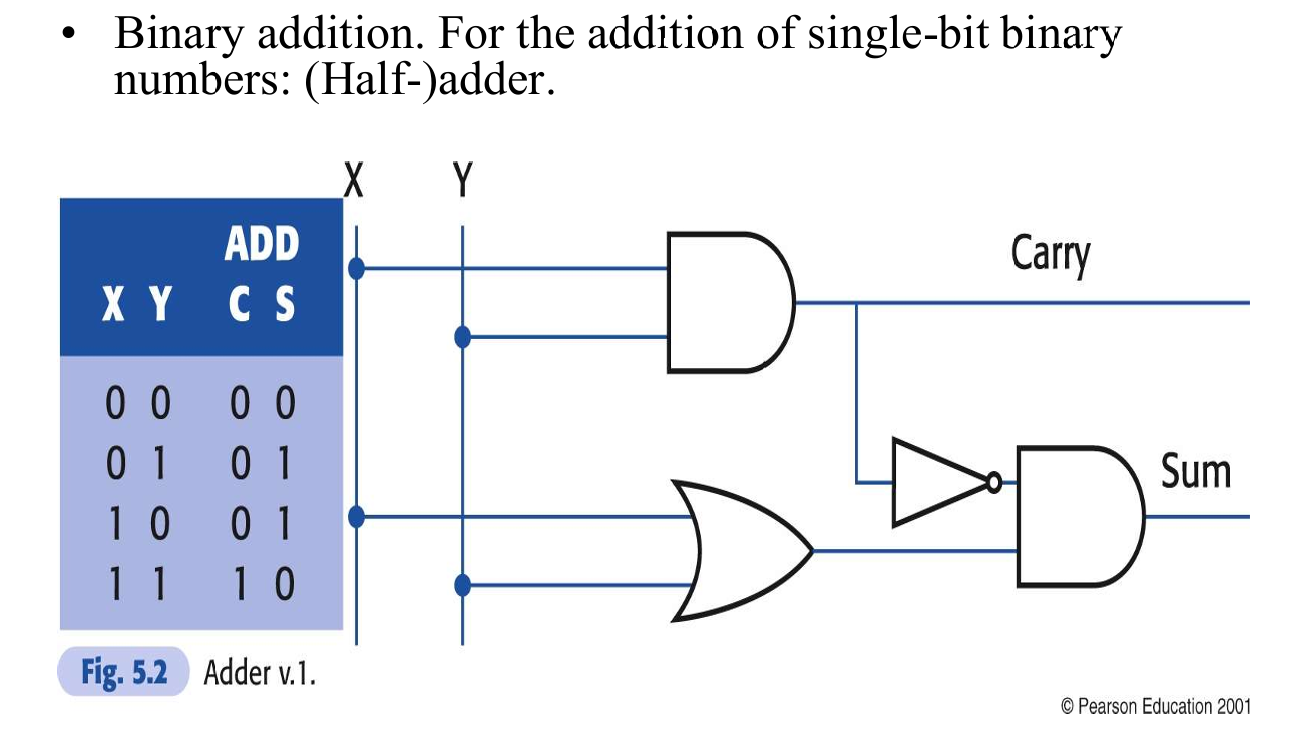 • Binary addition. For the addition of single-bit binary
numbers: (Half-)adder.
X Y
ADD
X Y C S
0 0 0 0
0 1 0 1
1 0 0 1
1 1 1 0
Carry
Sum
Fig. 5.2 Adder v.1.
© Pearson Education 2001